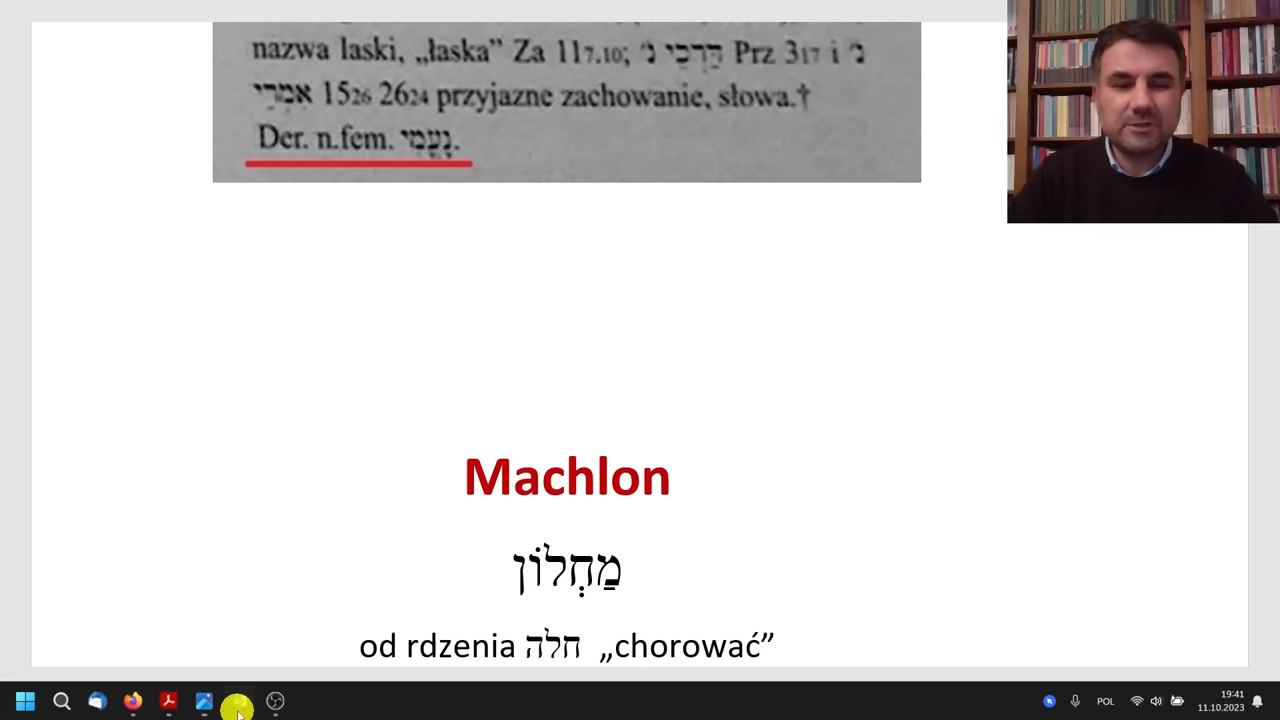 nazwa laski, „łaska” Za 117.10; דַּרְכֵי נֹ׳ Prz 317 i נֹ׳
אִמְרֵי 1526 2624 przyjazne zachowanie, słowa.†
Der. n.fem. נָעֳמִי.
Machlon
מַחְלוֹן
od rdzenia חלה „chorować”
POL
19:41
11.10.2023